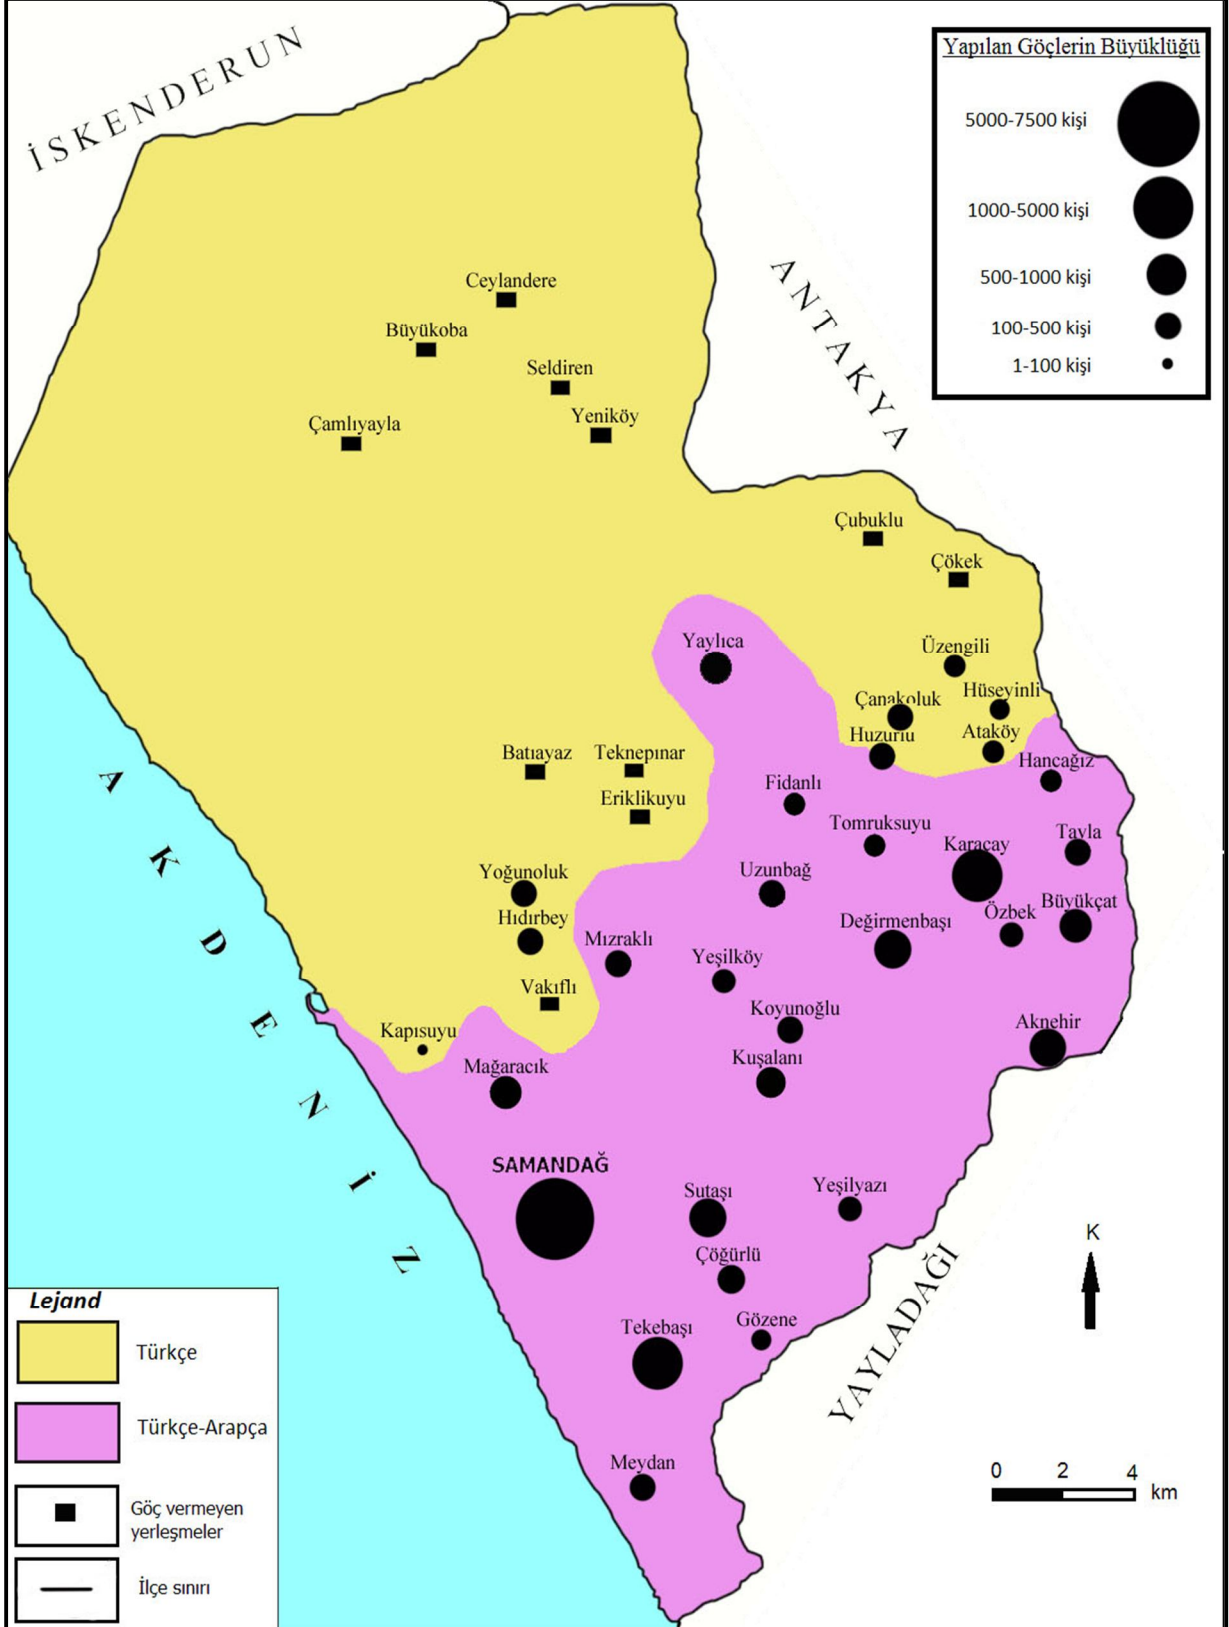 İSKENDERUN
Yapılan Göçlerin Büyüklüğü
5000-7500 kişi
1000-5000 kişi
500-1000 kişi
100-500 kişi
1-100 kişi
ANTAKYA
Ceylandere
Büyükoba
Seldiren
Yeniköy
Çamlıyayla
Çubuklu
Çökek
Yaylıca
Üzengili
Hüseyinli
Çanakoluk
Huzurlu
Ataköy
Hancağız
Batıayaz
Teknepınar
Eriklikuyu
Fidanlı
Tomruksuyu
Karaçay
Tavla
Yoğunoluk
Uzunbağ
Büyükçat
Özbek
Hıdırbey
Değirmenbaşı
Mızraklı
Yeşilköy
Vakıflı
Koyunoğlu
Aknehir
Kapısuyu
Kuşalanı
Mağaracık
AKDENİZ
SAMANDAĞ
Sutaşı
Yeşilyazı
Çöğürlü
Gözene
Tekebaşı
Meydan
YAYLADAĞI
K
0 2 4
km
Lejand
Türkçe
Türkçe-Arapça
Göç vermeyen
yerleşmeler
İlçe sınırı